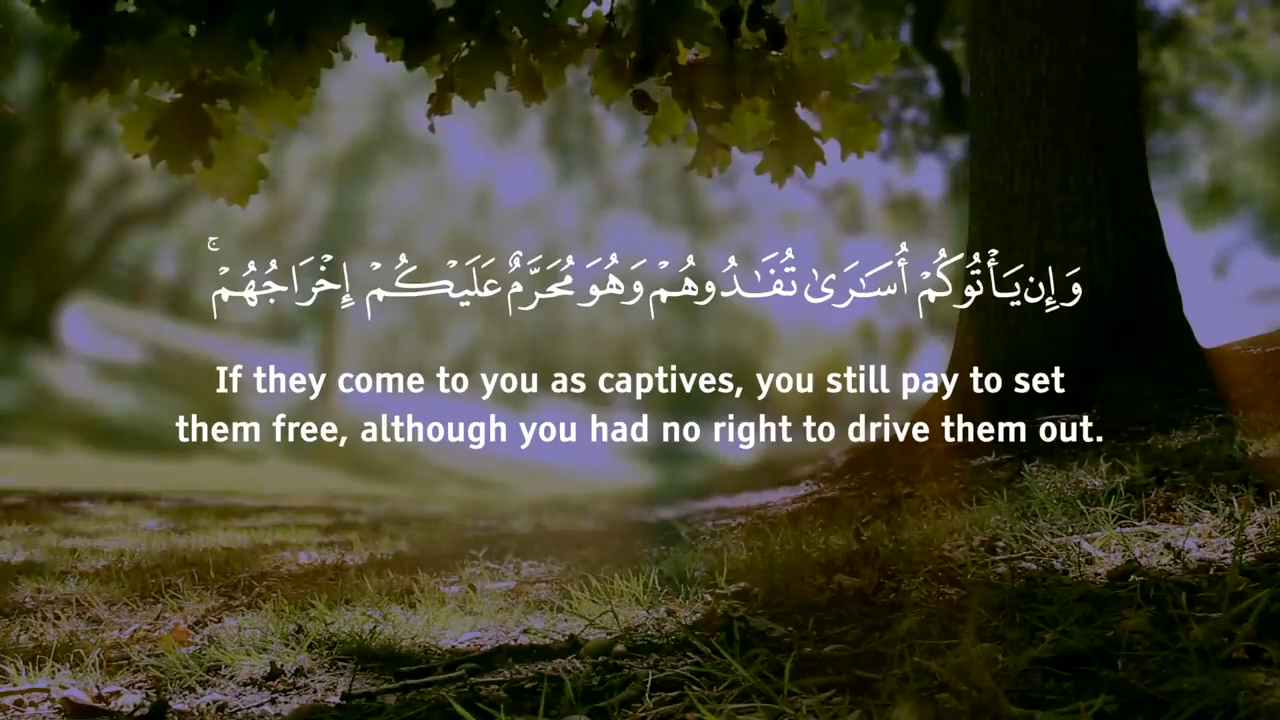 وَإِن يَأْتُوكُمْ أُسَـٰرَىٰ تُفَـٰدُوهُمْ وَهُوَ مُحَرَّمٌ عَلَيْكُمْ إِخْرَاجُهُمْ ۚ
If they come to you as captives, you still pay to set
them free, although you had no right to drive them out.